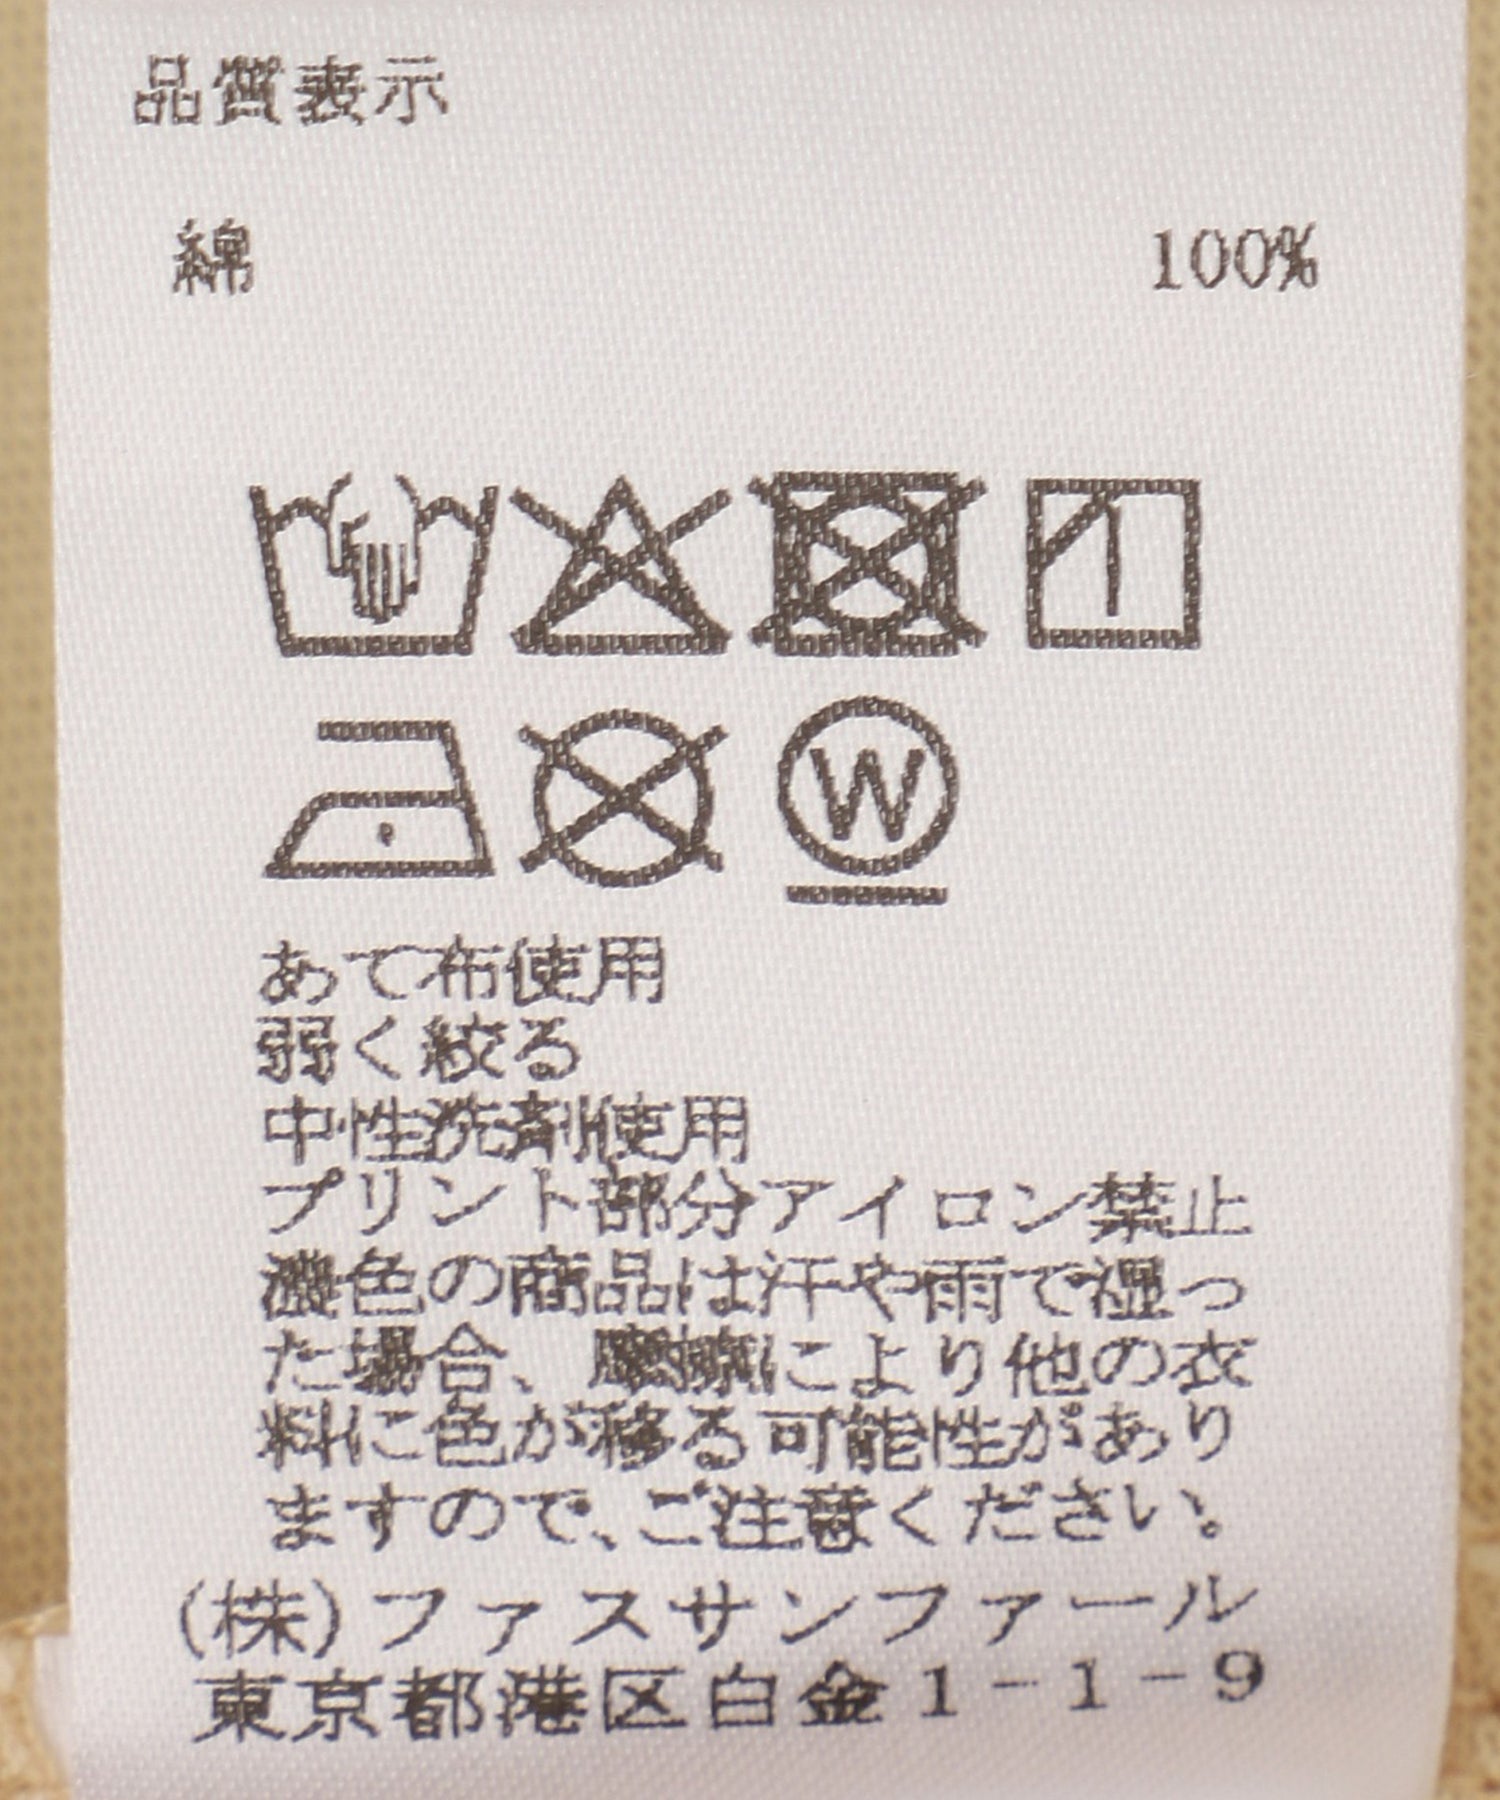 品質表示
綿 100%
W
あて布使用
弱く絞る
中性洗剤使用
プリント部分アイロン禁止
濃色の商品は汗や雨で湿っ
た場合、摩擦により他の衣
料に色が移る可能性があり
ますので、ご注意ください。
(株)ファスサンファール
東京都港区白金1-1-9